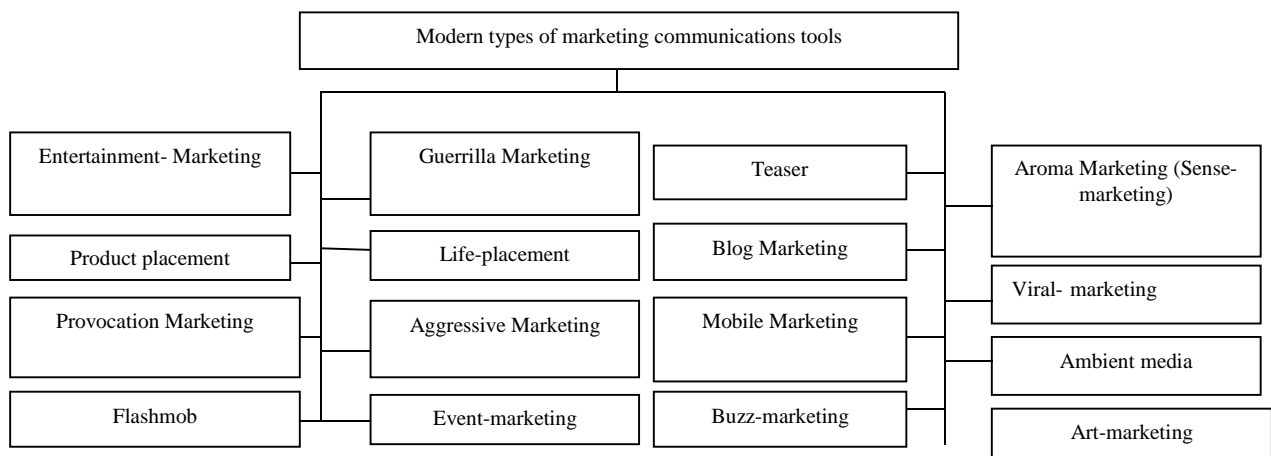 Modern types of marketing communications tools
Entertainment- Marketing
Guerrilla Marketing
Teaser
Aroma Marketing (Sense-
marketing)
Product placement
Life-placement
Blog Marketing
Viral- marketing
Provocation Marketing
Aggressive Marketing
Mobile Marketing
Ambient media
Flashmob
Event-marketing
Buzz-marketing
Art-marketing